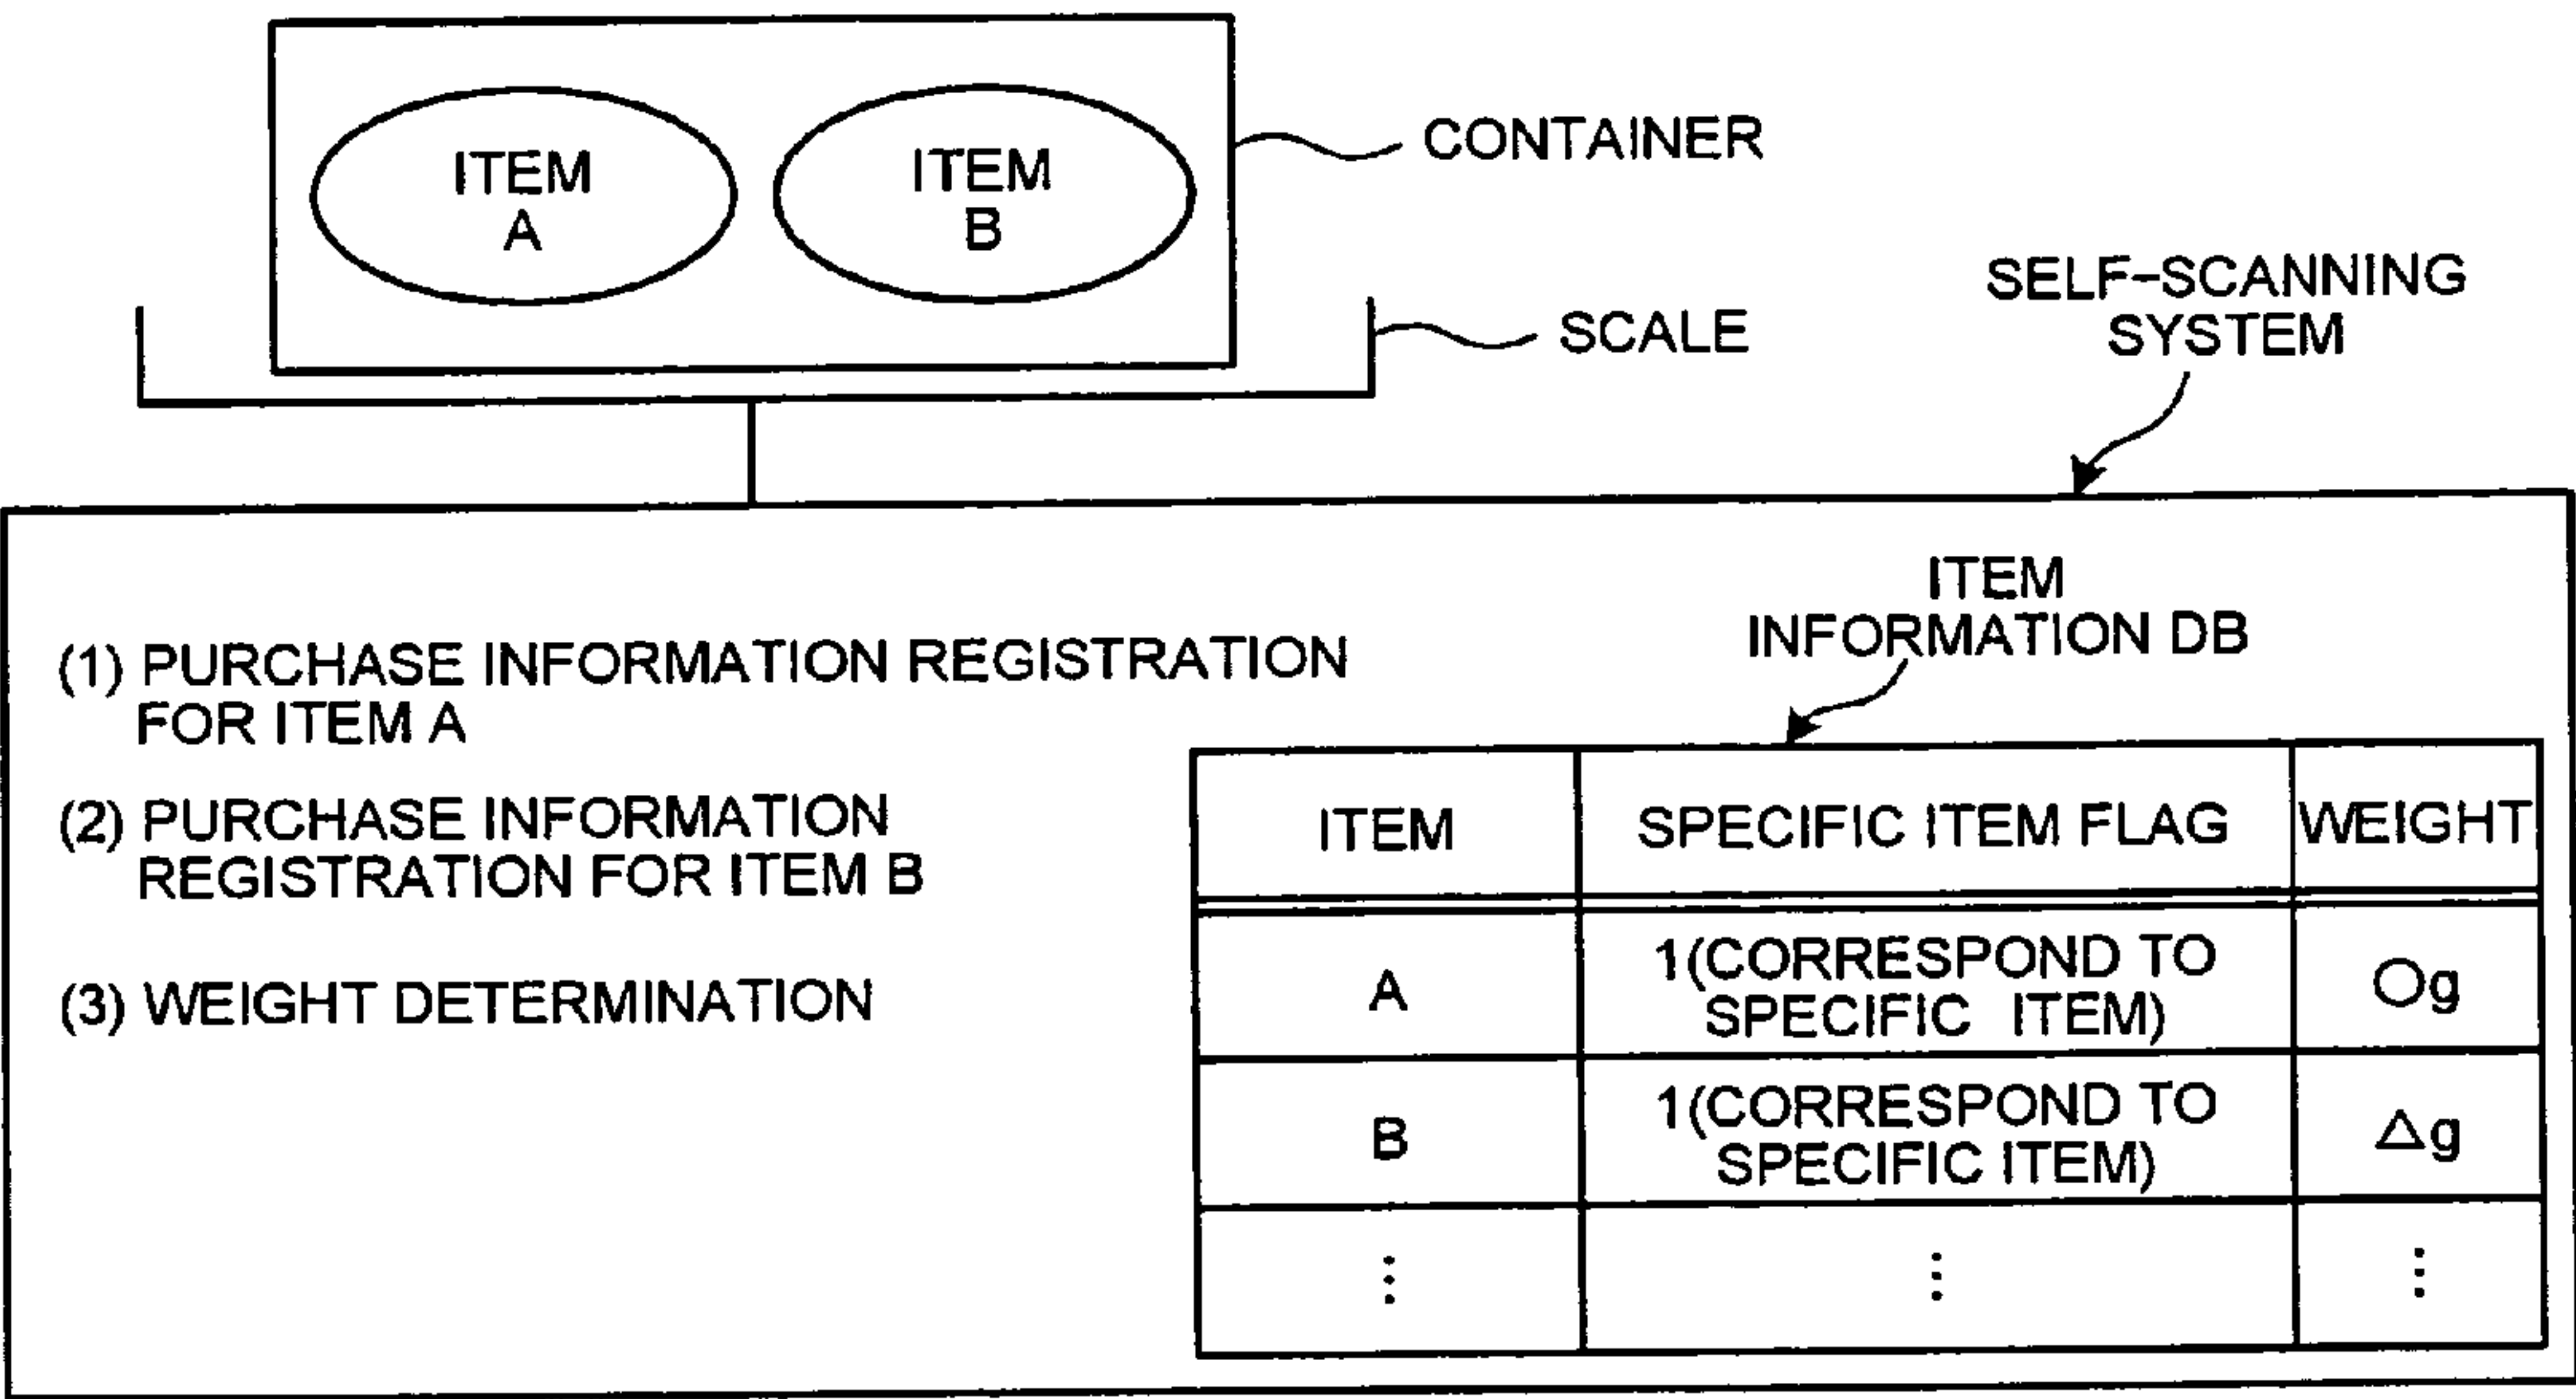 ITEM
A
ITEM
B
CONTAINER
SCALE
SELF-SCANNING
SYSTEM
(1) PURCHASE INFORMATION REGISTRATION
FOR ITEM A
(2) PURCHASE INFORMATION
REGISTRATION FOR ITEM B
(3) WEIGHT DETERMINATION
ITEM
INFORMATION DB
ITEM
SPECIFIC ITEM FLAG
WEIGHT
A
1(CORRESPOND TO
SPECIFIC ITEM)
○g
B
1(CORRESPOND TO
SPECIFIC ITEM)
△g
⋮
⋮
⋮